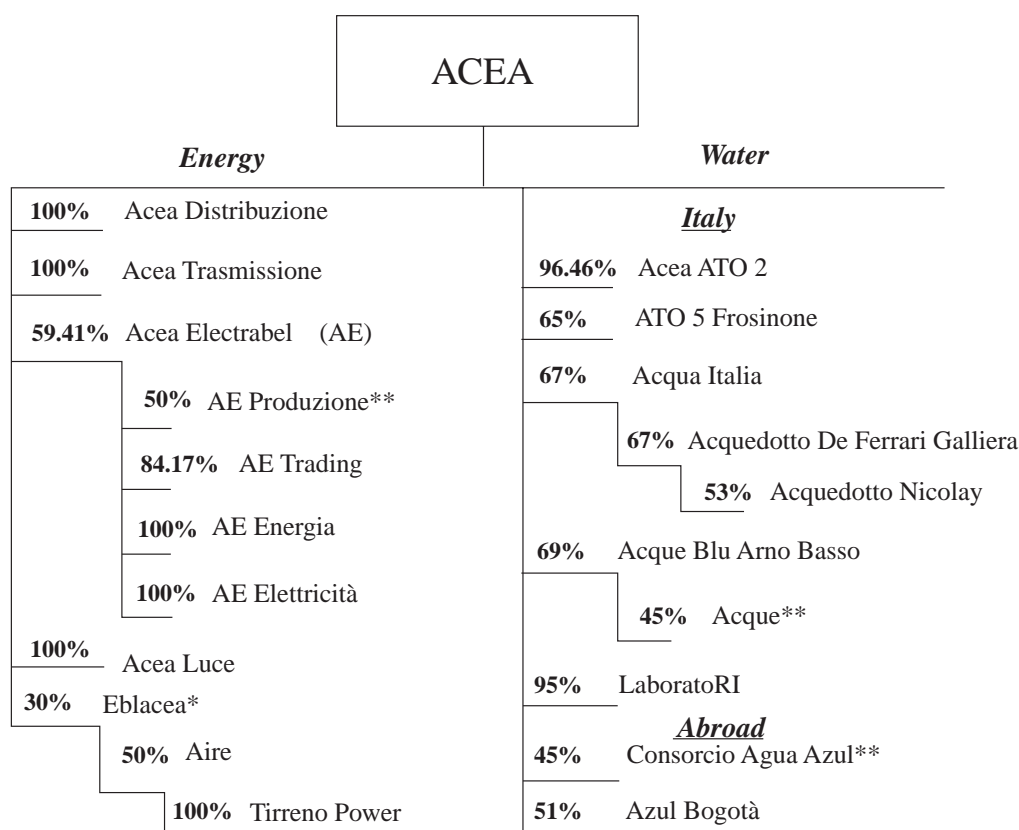 ACEA
Energy
100% Acea Distribuzione
100% Acea Trasmissione
59.41% Acea Electrabel (AE)
50% AE Produzione**
84.17% AE Trading
100% AE Energia
100% AE Elettricità
100% Acea Luce
30% Eblacea*
50% Aire
100% Tirreno Power
Water
Italy
96.46% Acea ATO 2
65% ATO 5 Frosinone
67% Acqua Italia
67% Acquedotto De Ferrari Galliera
53% Acquedotto Nicolay
69% Acque Blu Arno Basso
45% Acque**
95% LaboratoRI
Abroad
45% Consorcio Agua Azul**
51% Azul Bogotà